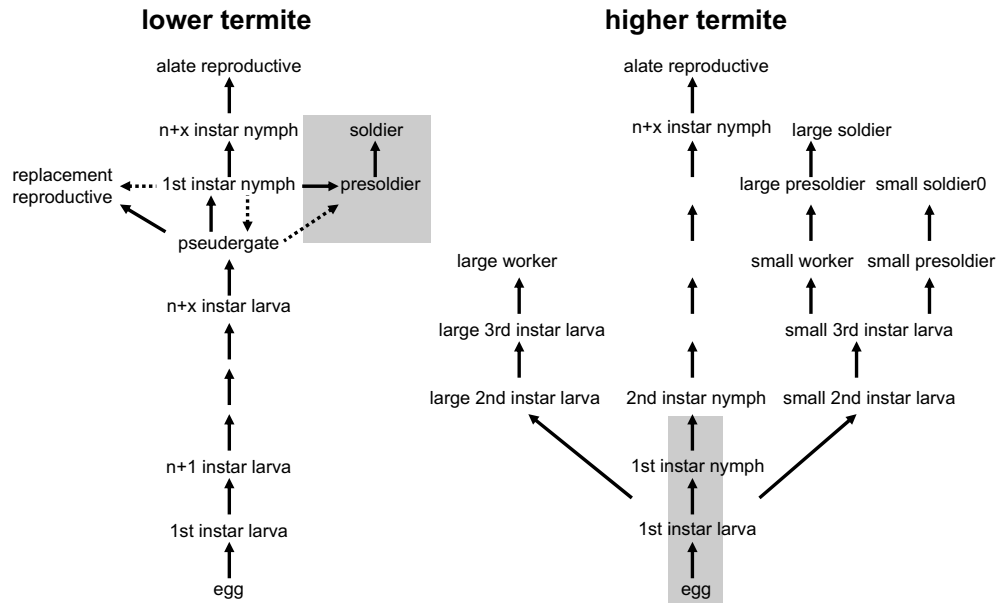 lower termite
alate reproductive
n+x instar nymph
soldier
replacement
reproductive
1st instar nymph
presoldier
pseudergate
n+x instar larva
n+1 instar larva
1st instar larva
egg
higher termite
alate reproductive
n+x instar nymph
large soldier
large presoldier
small soldier0
large worker
small worker
small presoldier
large 3rd instar larva
small 3rd instar larva
large 2nd instar larva
2nd instar nymph
small 2nd instar larva
1st instar nymph
1st instar larva
egg